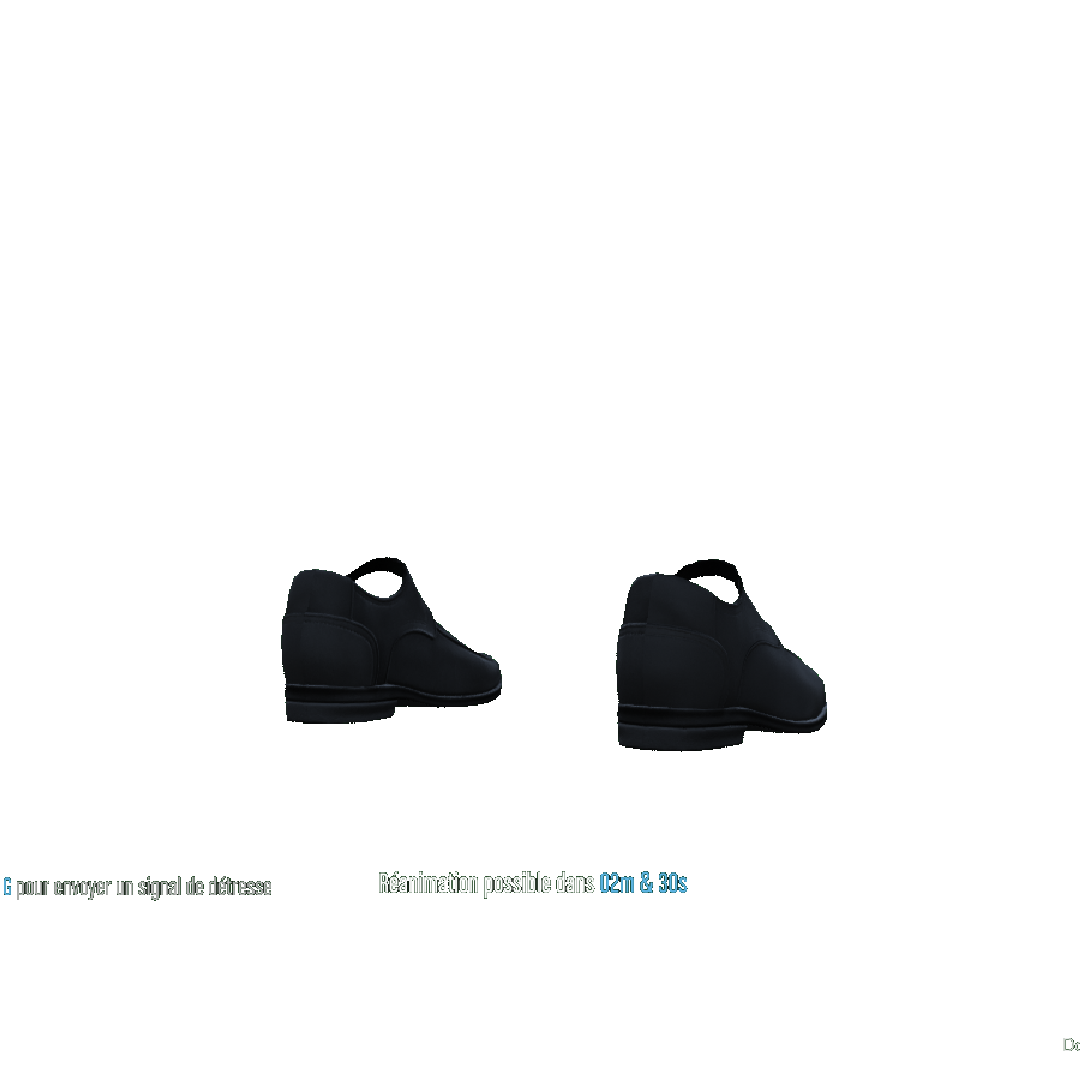 G pour envoyer un signal de détresse
Réanimation possible dans 02m & 30s